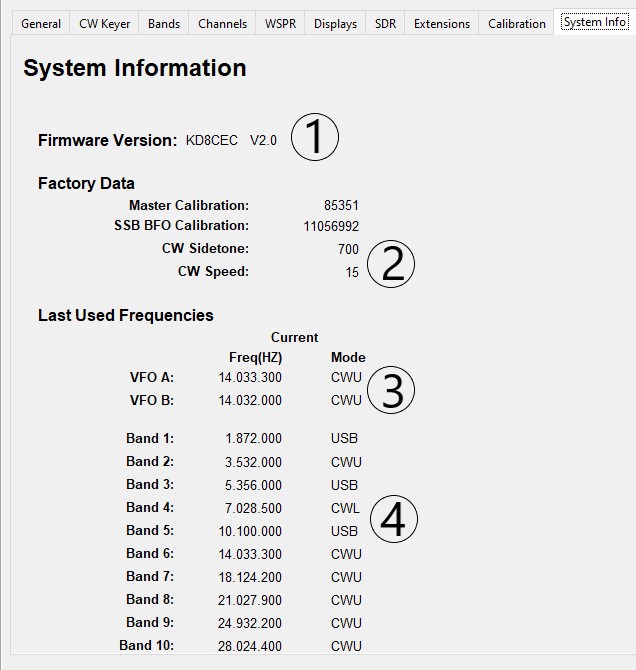 General CW Keyer Bands Channels WSPR Displays SDR Extensions Calibration System Info
System Information
Firmware Version: KD8CEC V2.0 1
Factory Data
Master Calibration: 85351
SSB BFO Calibration: 11056992
CW Sidetone: 700
2
CW Speed: 15
Last Used Frequencies
Current
Freq(HZ) Mode
VFO A: 14.033.300 CWU
3
VFO B: 14.032.000 CWU
Band 1: 1.872.000 USB
Band 2: 3.532.000 CWU
Band 3: 5.356.000 USB
Band 4: 7.028.500 CWL
4
Band 5: 10.100.000 USB
Band 6: 14.033.300 CWU
Band 7: 18.124.200 CWU
Band 8: 21.027.900 CWU
Band 9: 24.932.200 CWU
Band 10: 28.024.400 CWU